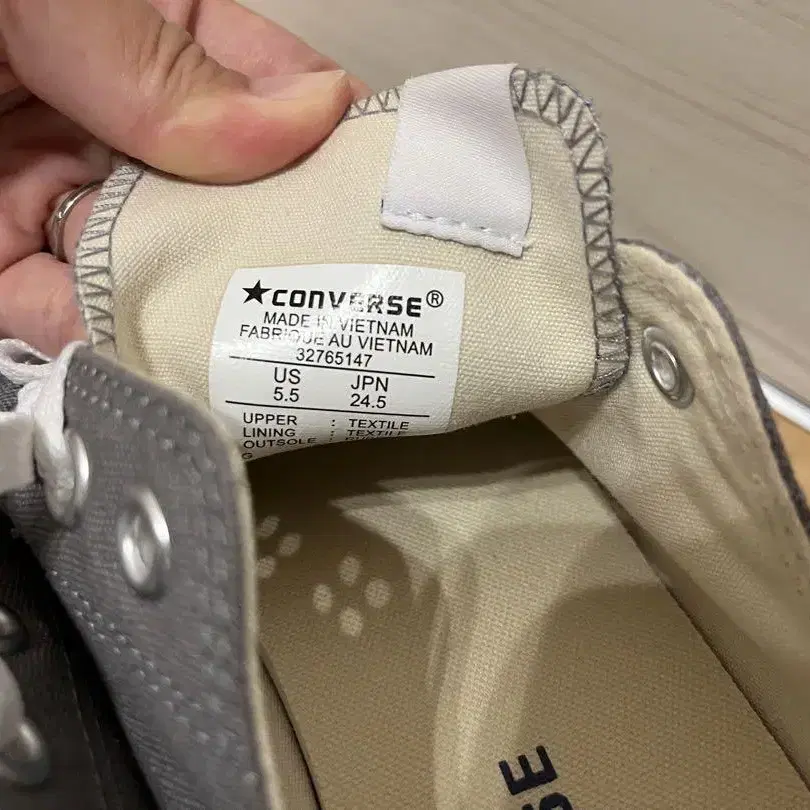 ★CONVERSE®
MADE IN VIETNAM
FABRIQUE AU VIETNAM
32765147
US JPN
5.5 24.5
UPPER : TEXTILE
LINING : TEXTILE
OUTSOLE :
G
SE